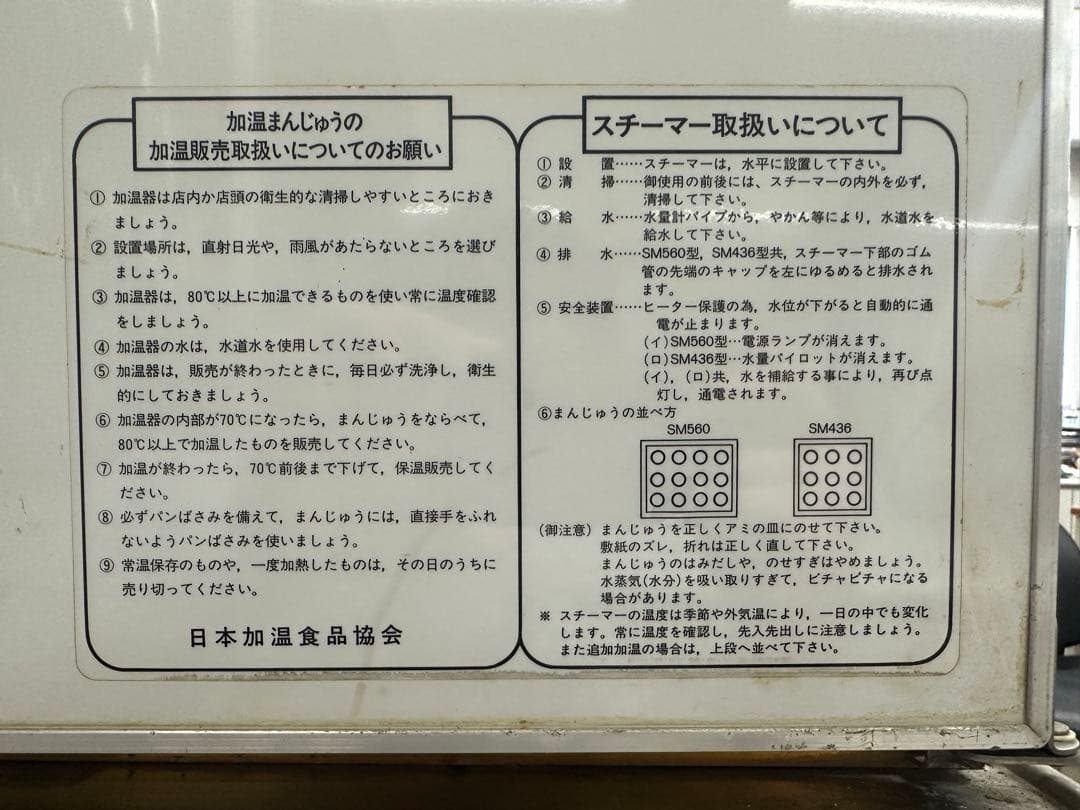 加温まんじゅうの
加温販売取扱いについてのお願い
① 加温器は店内か店頭の衛生的な清掃しやすいところにおき
ましょう。
② 設置場所は，直射日光や，雨風があたらないところを選び
ましょう。
③ 加温器は，80℃以上に加温できるものを使い常に温度確認
をしましょう。
④ 加温器の水は，水道水を使用してください。
⑤ 加温器は，販売が終わったときに，毎日必ず洗浄し，衛生
的にしておきましょう。
⑥ 加温器の内部が70℃になったら，まんじゅうをならべて，
80℃以上で加温したものを販売してください。
⑦ 加温が終わったら，70℃前後まで下げて，保温販売してく
ださい。
⑧ 必ずパンばさみを備えて，まんじゅうには，直接手をふれ
ないようパンばさみを使いましょう。
⑨ 常温保存のものや，一度加熱したものは，その日のうちに
売り切ってください。
日本加温食品協会
スチーマー取扱いについて
① 設　　置……スチーマーは，水平に設置して下さい。
② 清　　掃……御使用の前後には、スチーマーの内外を必ず，
清掃して下さい。
③ 給　　水……水量計パイプから，やかん等により，水道水を
給水して下さい。
④ 排　　水……SM560型，SM436型共，スチーマー下部のゴム
管の先端のキャップを左にゆるめると排水され
ます。
⑤ 安全装置……ヒーター保護の為，水位が下がると自動的に通
電が止まります。
(イ)SM560型…電源ランプが消えます。
(ロ)SM436型…水量パイロットが消えます。
(イ)，(ロ)共，水を補給する事により，再び点
灯し，通電されます。
⑥まんじゅうの並べ方
SM560 SM436
(御注意) まんじゅうを正しくアミの皿にのせて下さい。
敷紙のズレ，折れは正しく直して下さい。
まんじゅうのはみだしや，のせすぎはやめましょう。
水蒸気(水分)を吸い取りすぎて，ビチャビチャになる
場合があります。
※ スチーマーの温度は季節や外気温により，一日の中でも変化
します。常に温度を確認し，先入先出しに注意しましょう。
また追加加温の場合は，上段へ並べて下さい。